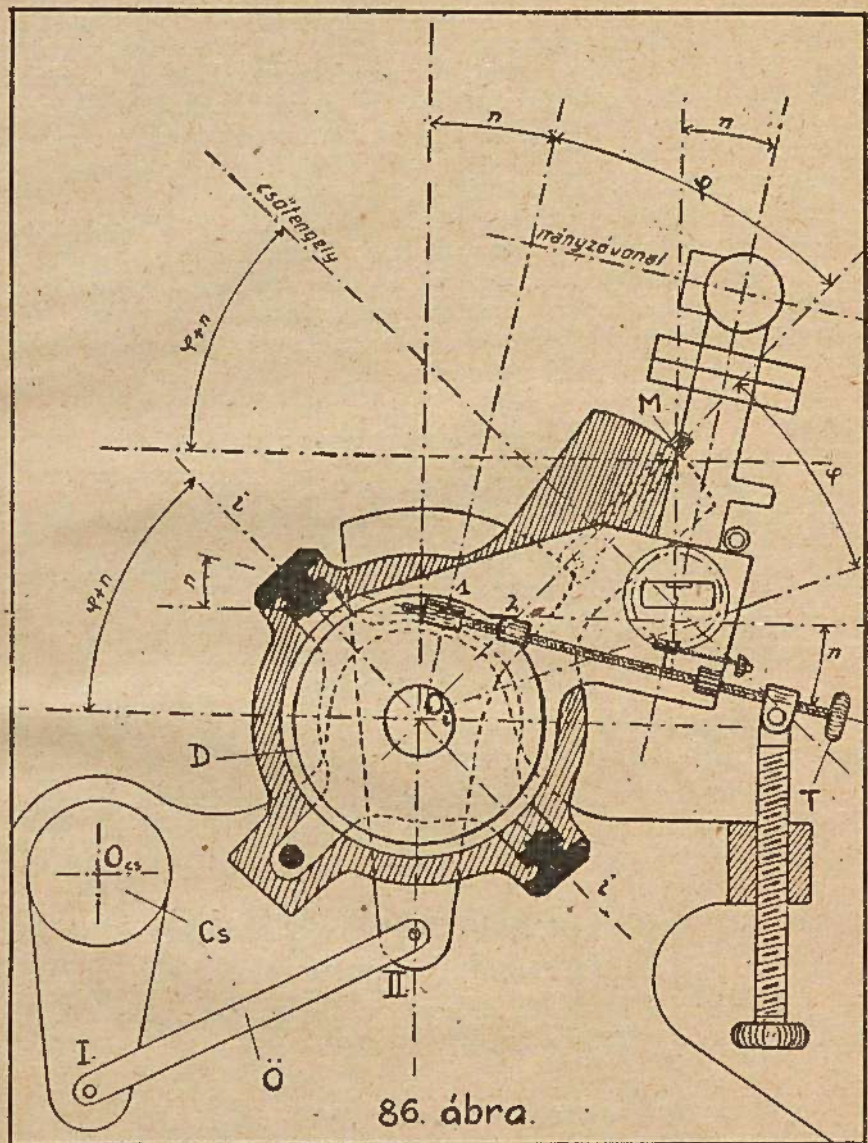 n
n
φ
csőtengely
irányzóvonal
φ+n
M
φ
i
φ+n
n
1
2
n
D
T
i
Cs
II.
I.
Ö
86. ábra.